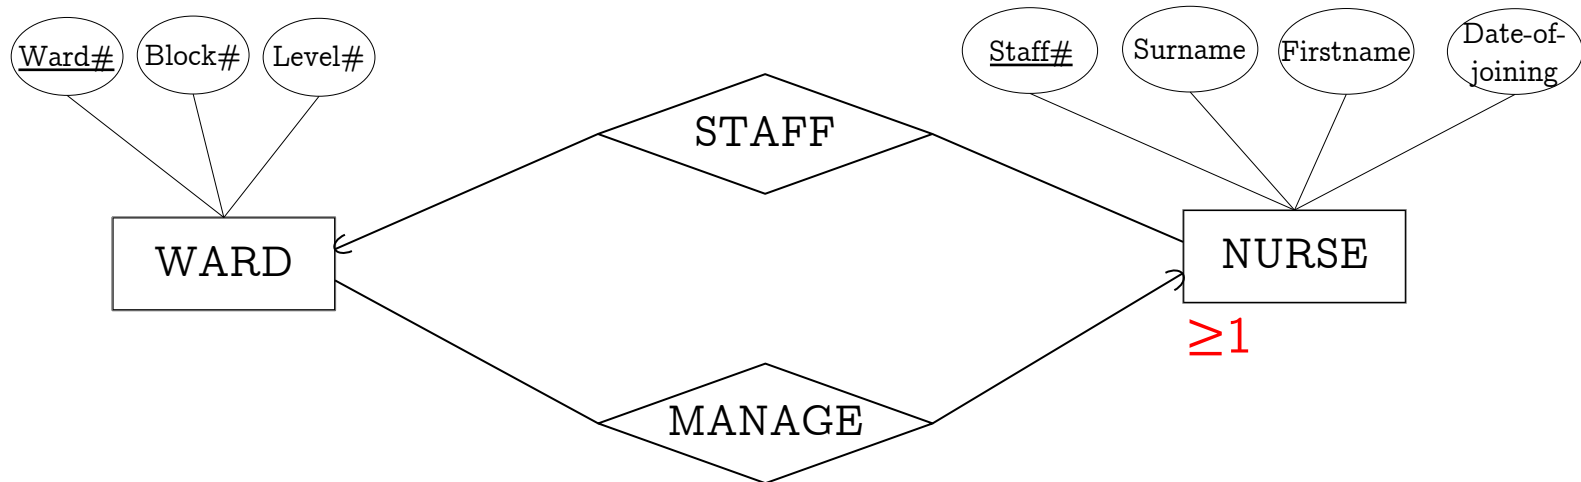 Ward#
Block#
Level#
Staff#
Surname
Firstname
Date-of-
joining
STAFF
WARD
NURSE
≥1
MANAGE